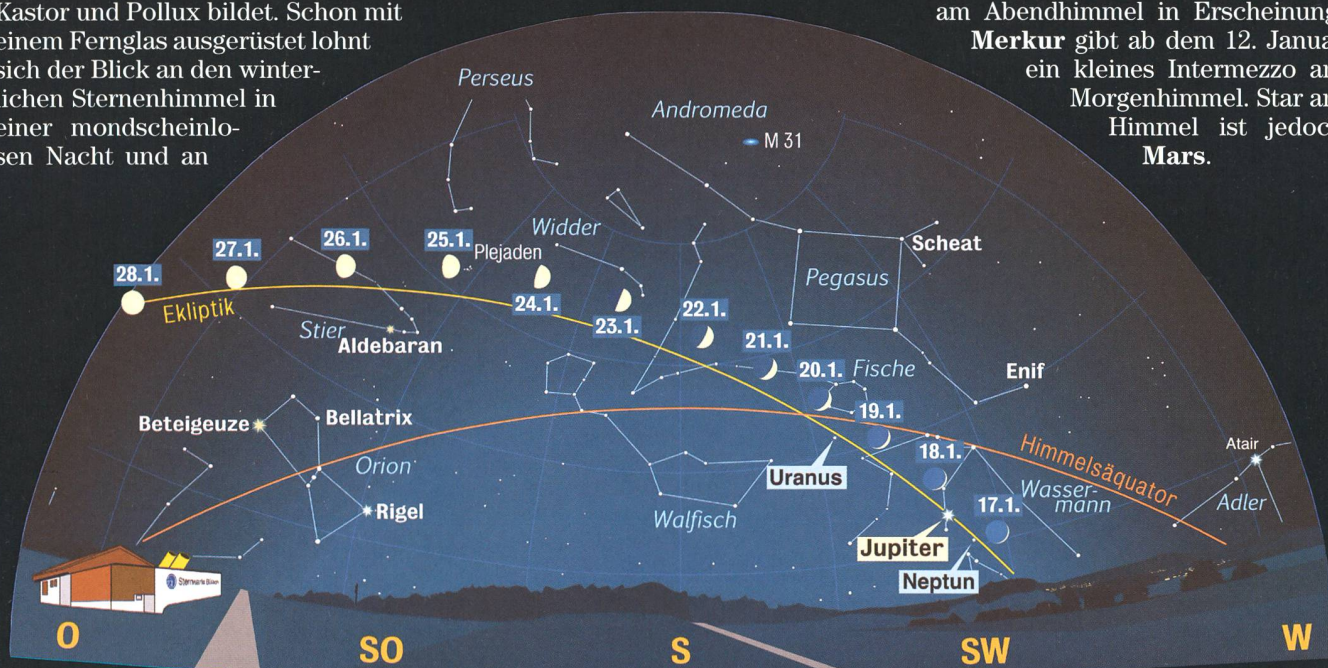 Kastor und Pollux bildet. Schon mit
einem Fernglas ausgerüstet lohnt
sich der Blick an den winter-
lichen Sternenhimmel in
einer mondscheinlo-
sen Nacht und an
am Abendhimmel in Erscheinung
Merkur gibt ab dem 12. Janua
ein kleines Intermezzo am
Morgenhimmel. Star am
Himmel ist jedoc
Mars.
Perseus
Andromeda
M 31
Widder
Plejaden
Scheat
Pegasus
28.1.
27.1.
26.1.
25.1.
24.1.
23.1.
22.1.
21.1.
20.1.
19.1.
18.1.
17.1.
Ekliptik
Stier
Aldebaran
Fische
Enif
Beteigeuze
Bellatrix
Orion
Rigel
Walfisch
Uranus
Himmelsäquator
Wasser-
mann
Atair
Adler
Jupiter
Neptun
Sternwarte Bülach
O
SO
S
SW
W